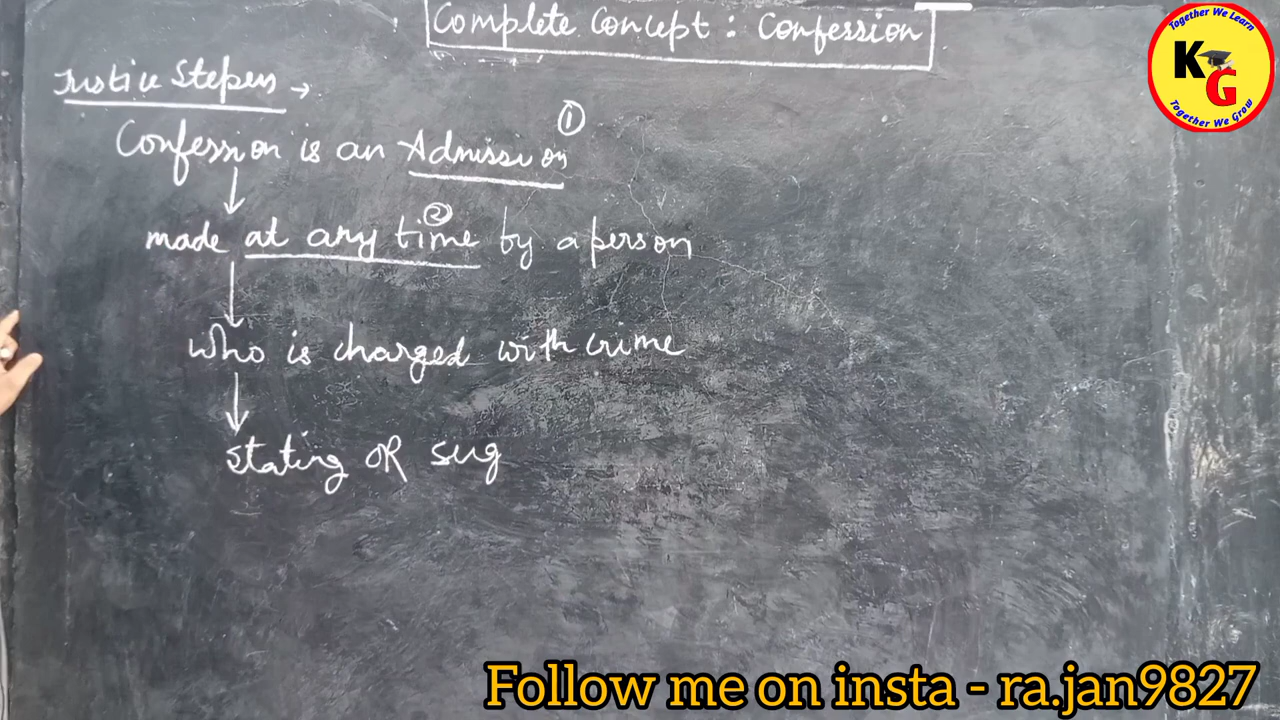 Complete Concept : Confession
Justice Stephen →
Confession is an Admission ①
made at any time ② by a person
who is charged with crime
stating OR sug
Together We Learn
KG
Together We Grow
Follow me on insta - ra.jan9827